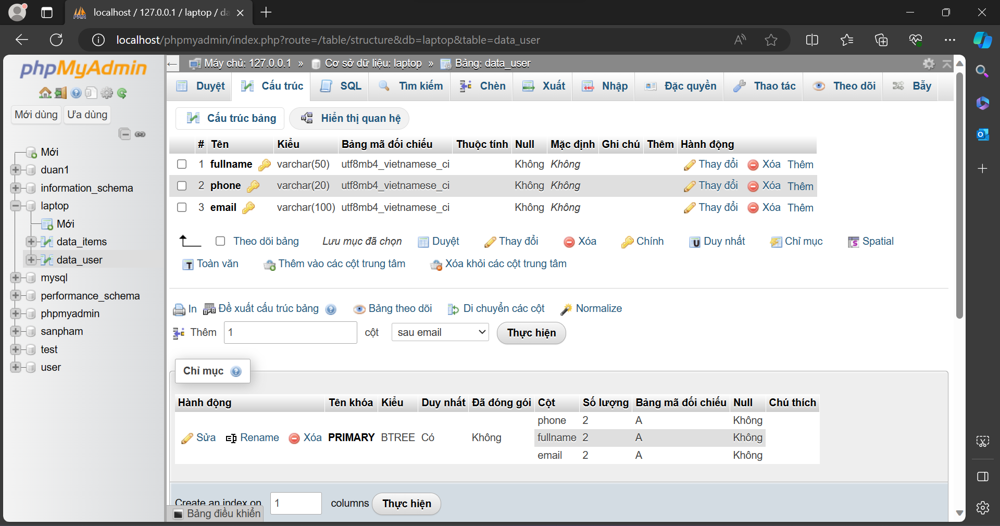 localhost / 127.0.0.1 / laptop / da
localhost/phpmyadmin/index.php?route=/table/structure&db=laptop&table=data_user
phpMyAdmin
Mới dùng Ưa dùng
Mới
duan1
information_schema
laptop
Mới
data_items
data_user
mysql
performance_schema
phpmyadmin
sanpham
test
user
Máy chủ: 127.0.0.1 » Cơ sở dữ liệu: laptop » Bảng: data_user
Duyệt Cấu trúc SQL Tìm kiếm Chèn Xuất Nhập Đặc quyền Thao tác Theo dõi Bẫy
Cấu trúc bảng Hiển thị quan hệ
# Tên Kiểu Bảng mã đối chiếu Thuộc tính Null Mặc định Ghi chú Thêm Hành động
1 fullname varchar(50) utf8mb4_vietnamese_ci Không Không Thay đổi Xóa Thêm
2 phone varchar(20) utf8mb4_vietnamese_ci Không Không Thay đổi Xóa Thêm
3 email varchar(100) utf8mb4_vietnamese_ci Không Không Thay đổi Xóa Thêm
Theo dõi bảng Lưu mục đã chọn Duyệt Thay đổi Xóa Chính Duy nhất Chỉ mục Spatial
Toàn văn Thêm vào các cột trung tâm Xóa khỏi các cột trung tâm
In Đề xuất cấu trúc bảng Bảng theo dõi Di chuyển các cột Normalize
Thêm 1 cột sau email Thực hiện
Chỉ mục
Hành động Tên khóa Kiểu Duy nhất Đã đóng gói Cột Số lượng Bảng mã đối chiếu Null Chú thích
phone 2 A Không
Sửa Rename Xóa PRIMARY BTREE Có Không fullname 2 A Không
email 2 A Không
Create an index on 1 columns Thực hiện
Bảng điều khiển